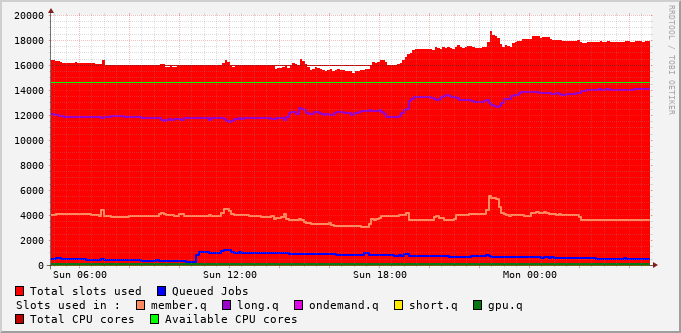 RRDTOOL / TOBI OETIKER
20000
18000
16000
14000
12000
10000
8000
6000
4000
2000
0
Sun 06:00 Sun 12:00 Sun 18:00 Mon 00:00
Total slots used Queued Jobs
Slots used in : member.q long.q ondemand.q short.q gpu.q
Total CPU cores Available CPU cores